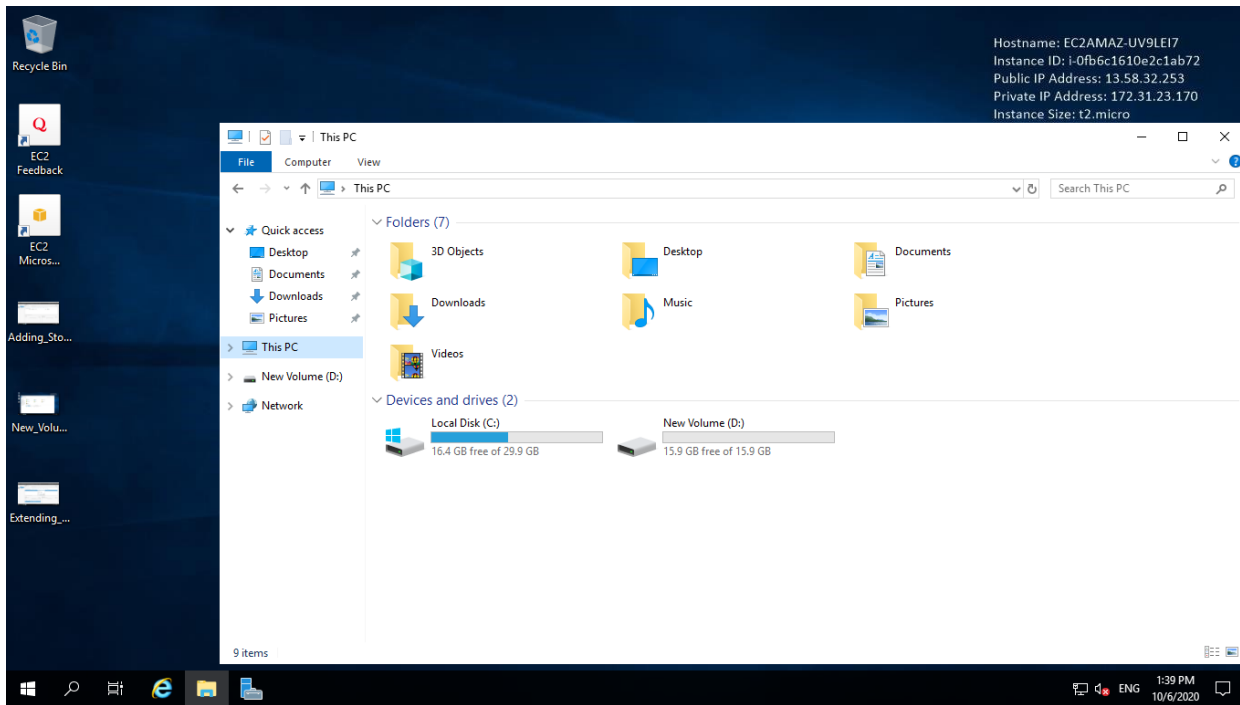 Recycle Bin
EC2
Feedback
EC2
Micros...
Adding_Sto...
New_Volu...
Extending_...
Hostname: EC2AMAZ-UV9LEI7
Instance ID: i-0fb6c1610e2c1ab72
Public IP Address: 13.58.32.253
Private IP Address: 172.31.23.170
Instance Size: t2.micro
This PC
File Computer View
This PC
Search This PC
Quick access
Desktop
Documents
Downloads
Pictures
This PC
New Volume (D:)
Network
Folders (7)
3D Objects Desktop Documents
Downloads Music Pictures
Videos
Devices and drives (2)
Local Disk (C:) New Volume (D:)
16.4 GB free of 29.9 GB 15.9 GB free of 15.9 GB
9 items
ENG
1:39 PM
10/6/2020